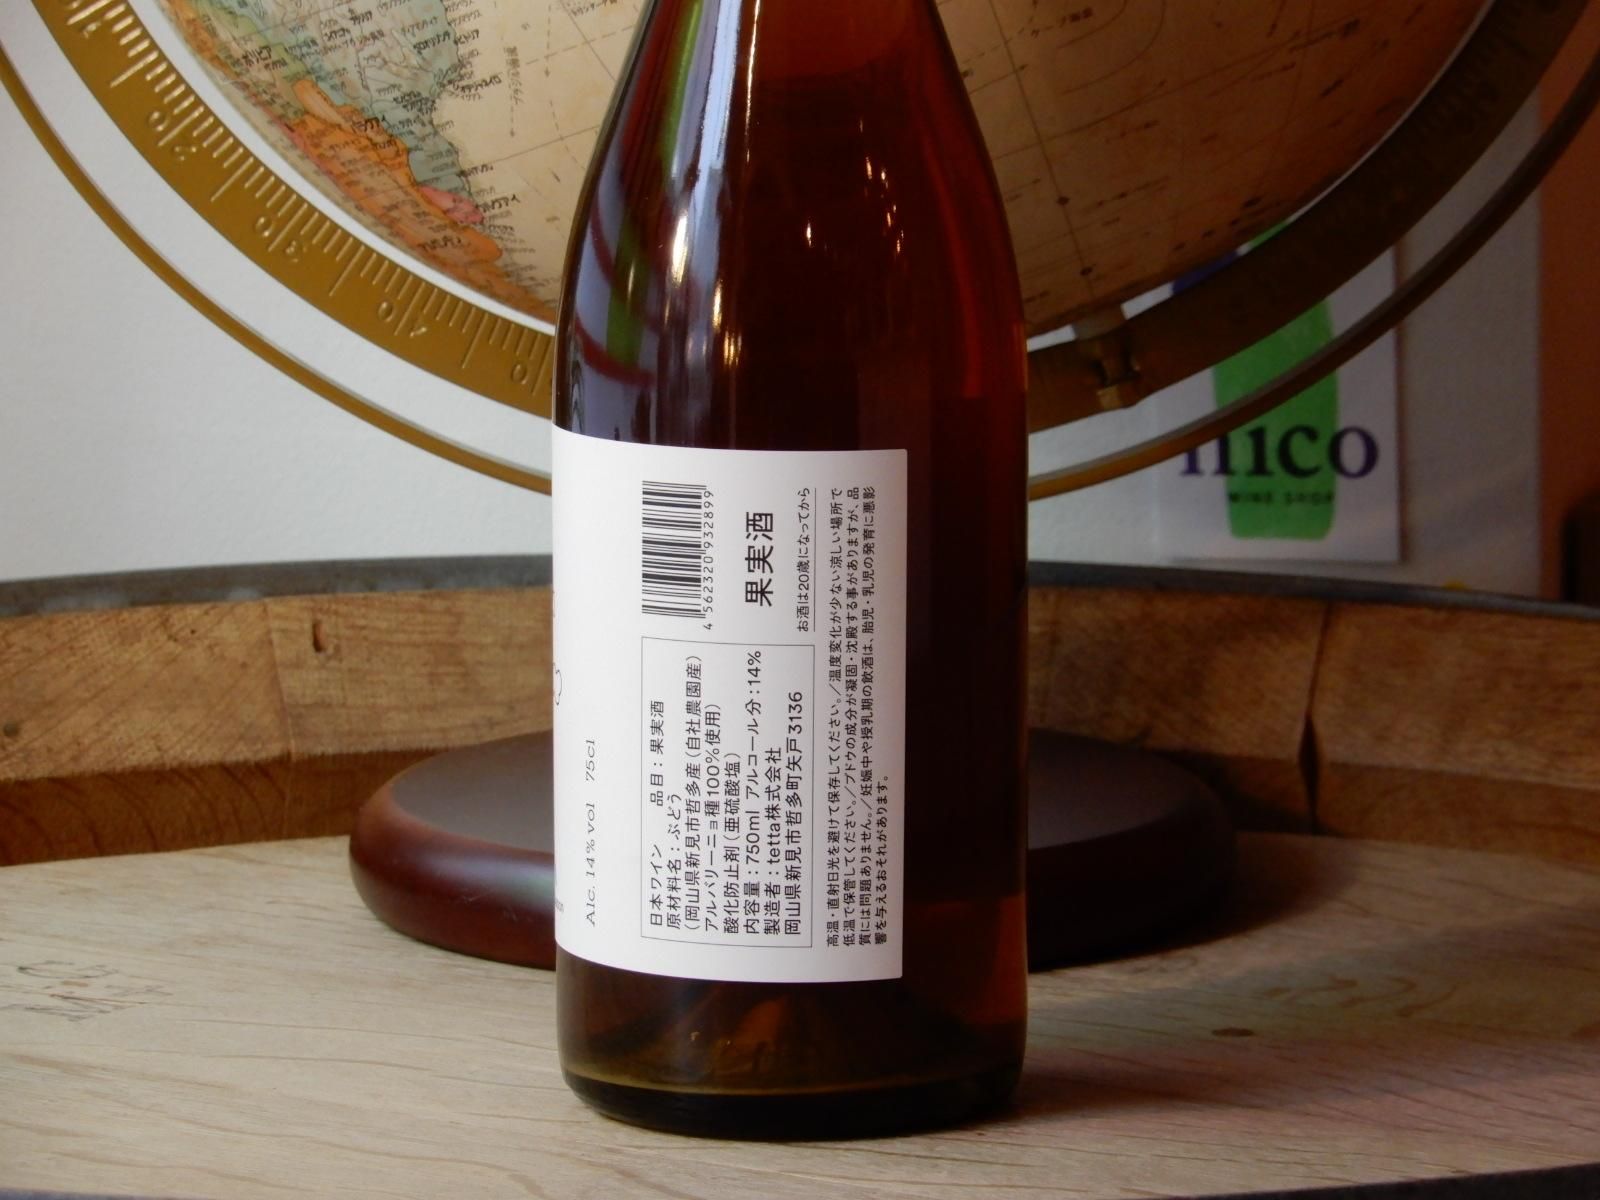 Alc. 14% vol 75cl
日本ワイン 品目：果実酒
原材料名：ぶどう
（岡山県新見市哲多産（自社農園産）
アルバリーニョ種100%使用）
酸化防止剤（亜硫酸塩）
内容量：750ml アルコール分：14%
製造者：tetta株式会社
岡山県新見市哲多町矢戸3136
4 562320 932899
果実酒
お酒は20歳になってから
高温・直射日光を避けて保存してください。／温度変化が少ない涼しい場所で
低温で保管してください。／ブドウの成分が凝固・沈殿する事がありますが、品
質には問題ありません。／妊娠中や授乳期の飲酒は、胎児・乳児の発育に悪影
響を与えるおそれがあります。
nico
WINE SHOP